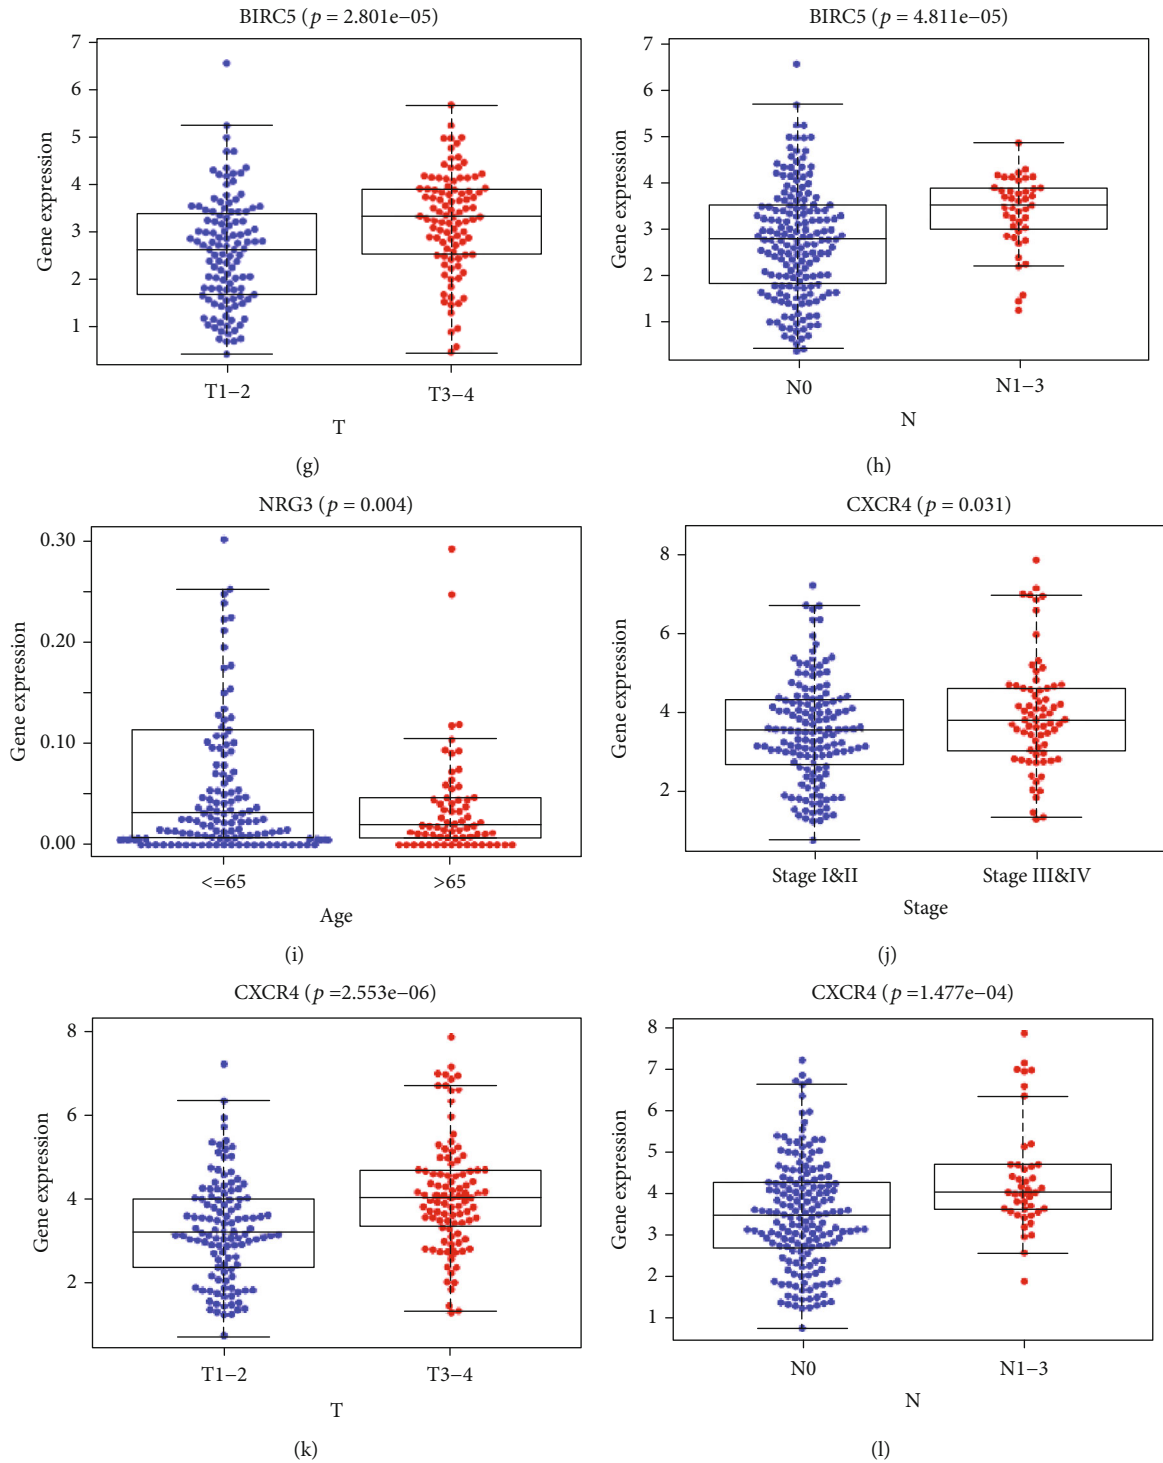 BIRC5 (p = 2.801e−05)
7
6
5
4
3
2
1
Gene expression
T1−2
T3−4
T
(g)
BIRC5 (p = 4.811e−05)
7
6
5
4
3
2
1
Gene expression
N0
N1−3
N
(h)
NRG3 (p = 0.004)
0.30
0.20
0.10
0.00
Gene expression
<=65
>65
Age
(i)
CXCR4 (p = 0.031)
8
6
4
2
Gene expression
Stage I&II
Stage III&IV
Stage
(j)
CXCR4 (p =2.553e−06)
8
6
4
2
Gene expression
T1−2
T3−4
T
(k)
CXCR4 (p =1.477e−04)
8
7
6
5
4
3
2
1
Gene expression
N0
N1−3
N
(l)